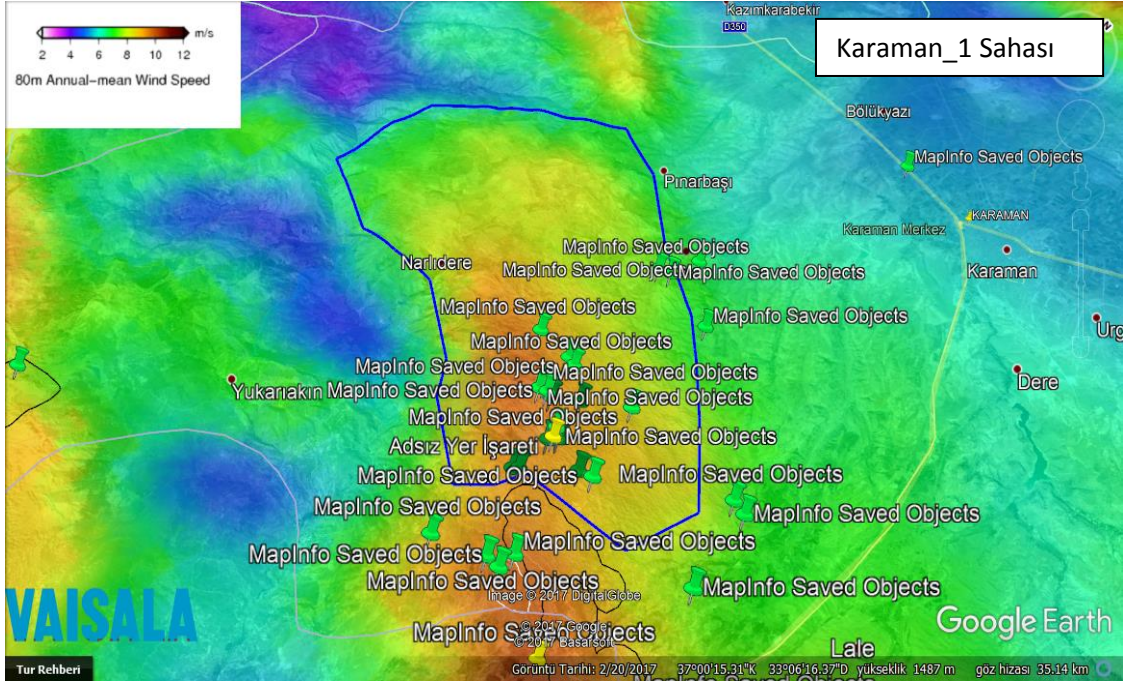 m/s
2 4 6 8 10 12
80m Annual-mean Wind Speed
Kazımkarabekir
D350
Karaman_1 Sahası
Bölükyazı
MapInfo Saved Objects
Pınarbaşı
KARAMAN
Karaman Merkez
MapInfo Saved Objects
Karaman
Narlıdere
MapInfo Saved Objects
MapInfo Saved Objects
MapInfo Saved Objects
MapInfo Saved Objects
Urg
MapInfo Saved Objects
MapInfo Saved Objects
MapInfo Saved Objects
Dere
Yukarıakın
MapInfo Saved Objects
MapInfo Saved Objects
MapInfo Saved Objects
Adsız Yer İşareti
MapInfo Saved Objects
MapInfo Saved Objects
MapInfo Saved Objects
MapInfo Saved Objects
MapInfo Saved Objects
MapInfo Saved Objects
MapInfo Saved Objects
MapInfo Saved Objects
MapInfo Saved Objects
Image © 2017 DigitalGlobe
VAISALA
© 2017 Google
© 2017 Basarsoft
MapInfo Saved Objects
Google Earth
Lale
Tur Rehberi
Görüntü Tarihi: 2/20/2017 37°00'15.31"K 33°06'16.37"D yükseklik 1487 m göz hizası 35.14 km